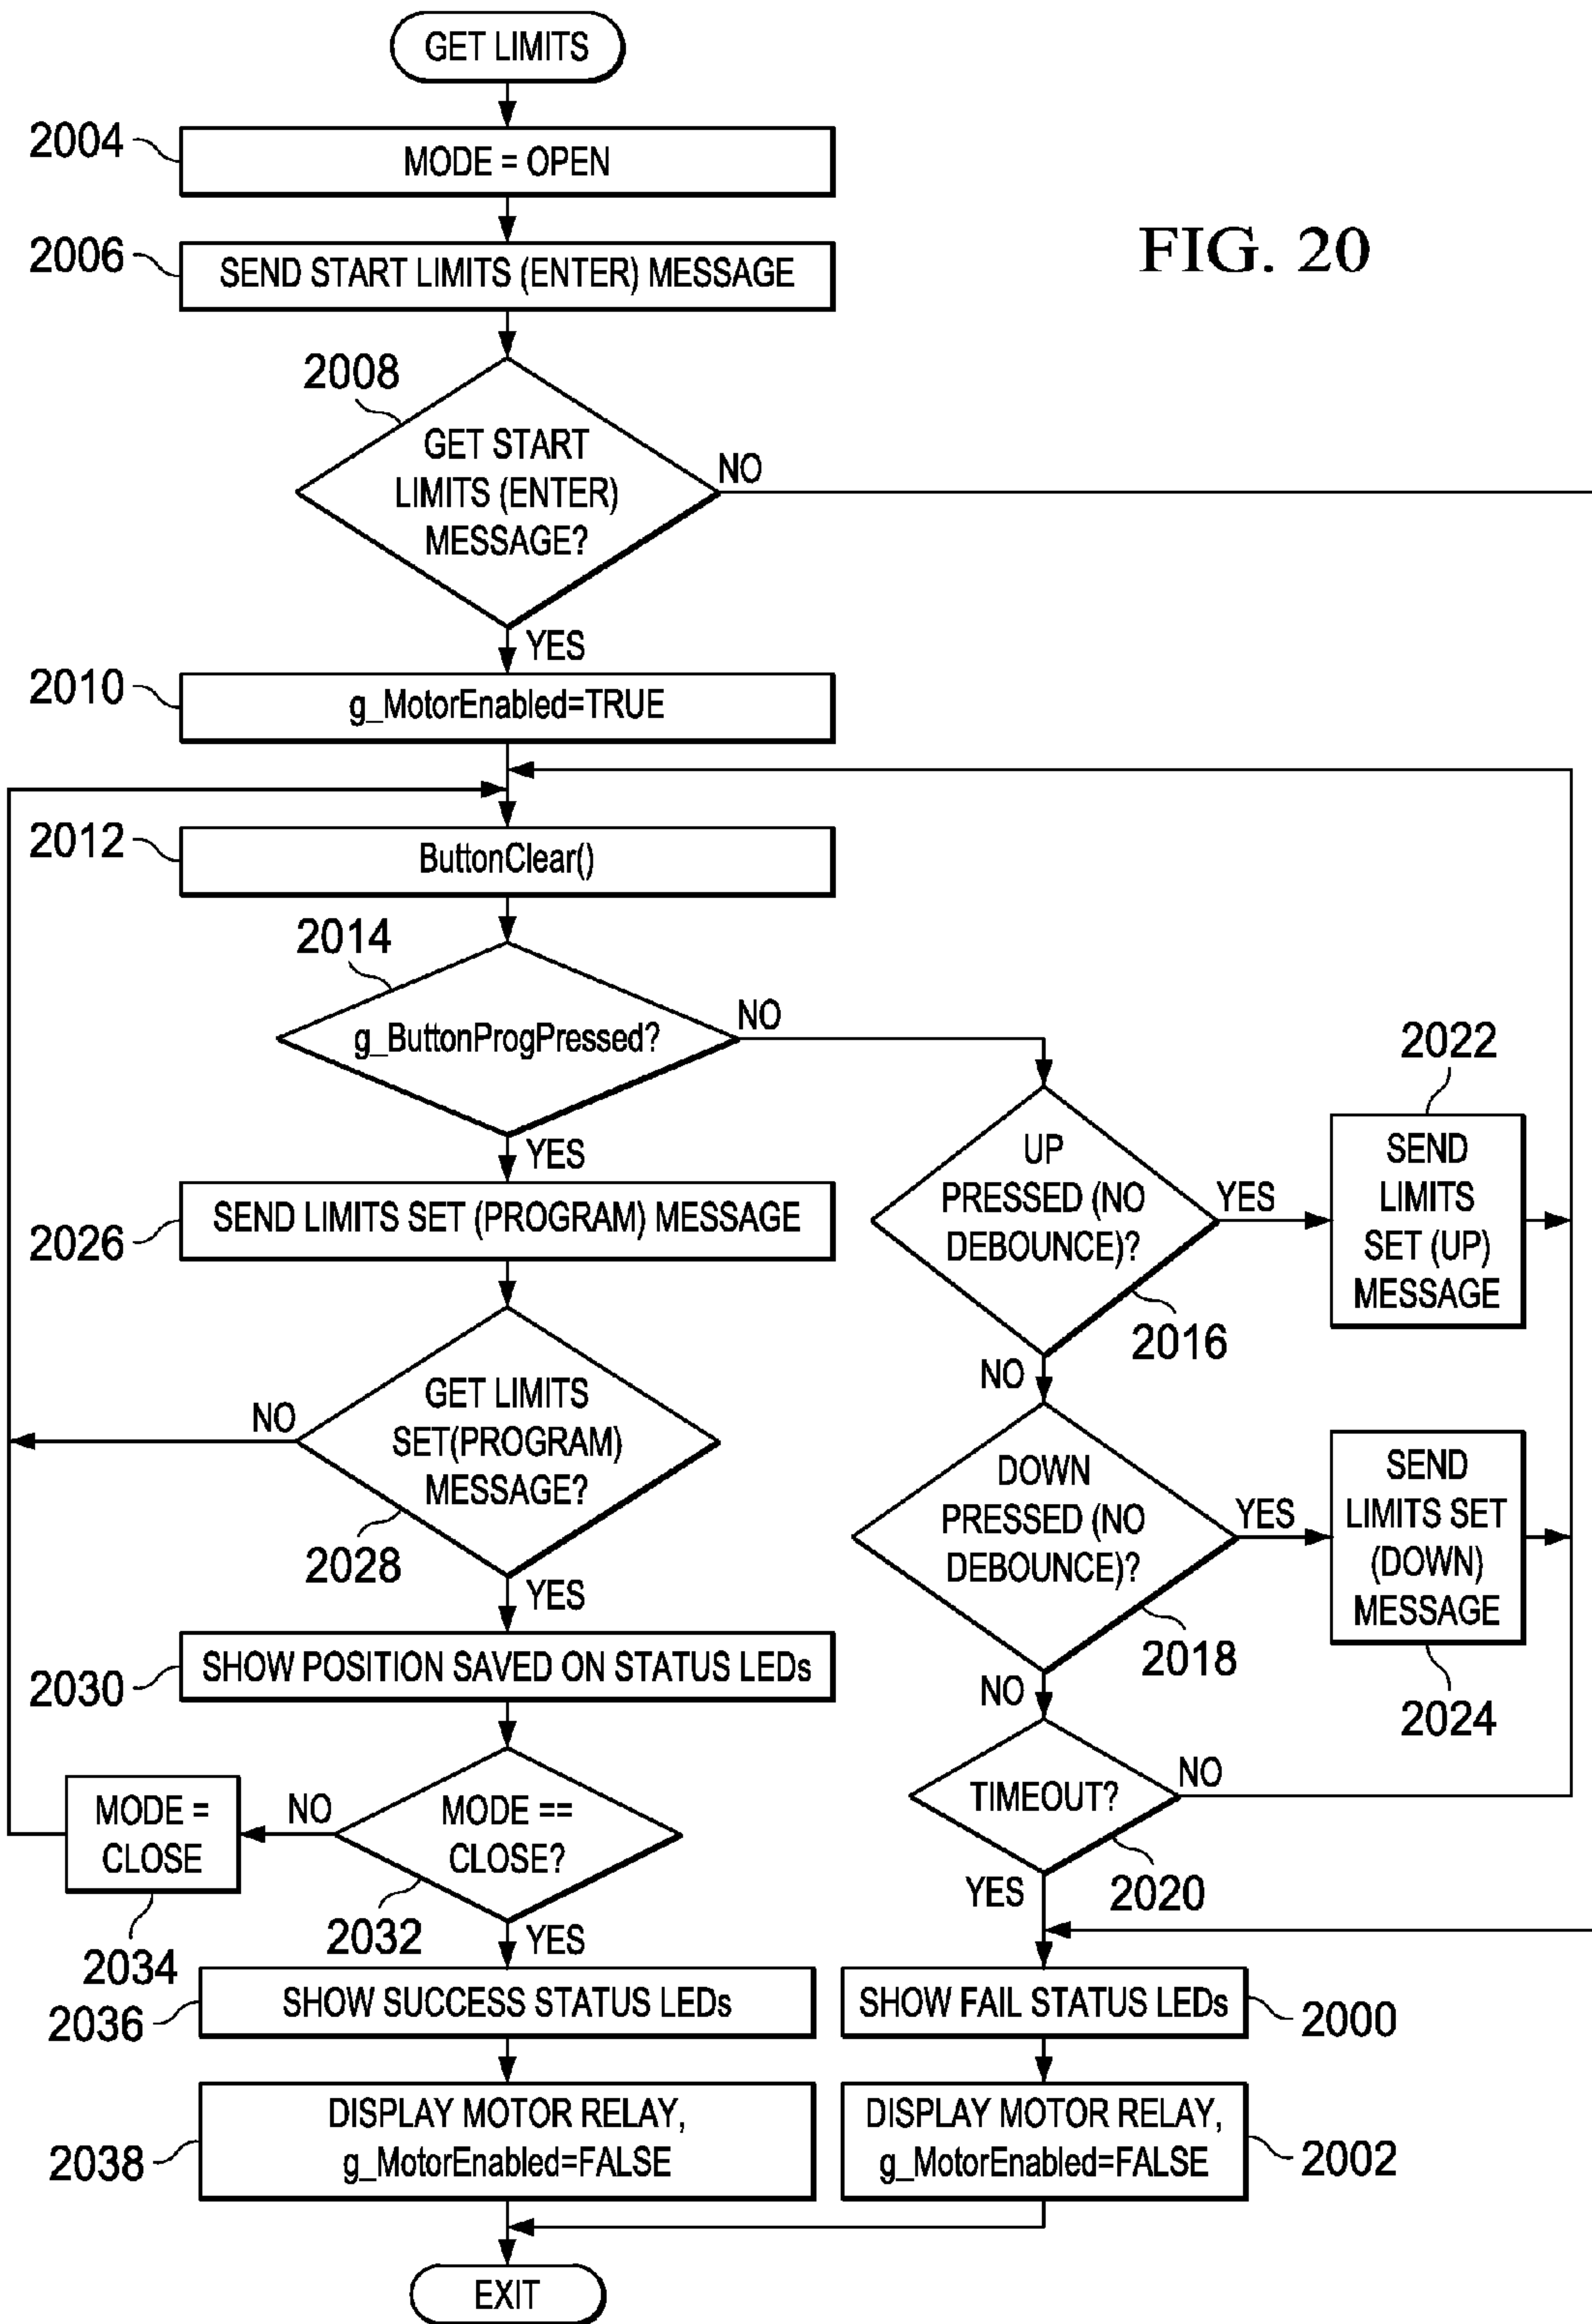 GET LIMITS
2004
MODE = OPEN
2006
SEND START LIMITS (ENTER) MESSAGE
FIG. 20
2008
GET START
LIMITS (ENTER)
MESSAGE?
NO
YES
2010
g_MotorEnabled=TRUE
2012
ButtonClear()
2014
g_ButtonProgPressed?
NO
YES
2022
UP
PRESSED (NO
DEBOUNCE)?
YES
SEND
LIMITS
SET (UP)
MESSAGE
2016
NO
2026
SEND LIMITS SET (PROGRAM) MESSAGE
GET LIMITS
SET(PROGRAM)
MESSAGE?
NO
2028
YES
DOWN
PRESSED (NO
DEBOUNCE)?
YES
SEND
LIMITS SET
(DOWN)
MESSAGE
2018
2024
NO
2030
SHOW POSITION SAVED ON STATUS LEDs
TIMEOUT?
NO
2020
YES
MODE =
CLOSE
NO
MODE ==
CLOSE?
2032
2034
YES
2036
SHOW SUCCESS STATUS LEDs
SHOW FAIL STATUS LEDs
2000
2038
DISPLAY MOTOR RELAY,
g_MotorEnabled=FALSE
DISPLAY MOTOR RELAY,
g_MotorEnabled=FALSE
2002
EXIT